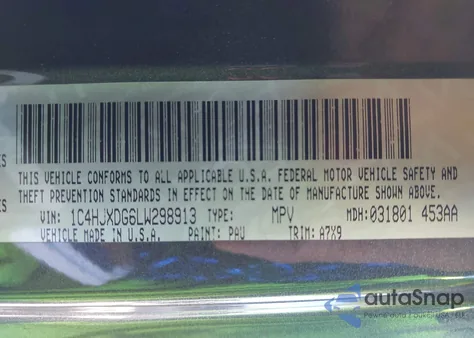 THIS VEHICLE CONFORMS TO ALL APPLICABLE U.S.A. FEDERAL MOTOR VEHICLE SAFETY AND
THEFT PREVENTION STANDARDS IN EFFECT ON THE DATE OF MANUFACTURE SHOWN ABOVE.
VIN: 1C4HJXDG6LW298913 TYPE: MPV MDH: 031801 453AA
VEHICLE MADE IN U.S.A. PAINT: PAU TRIM: A7X9
autaSnap